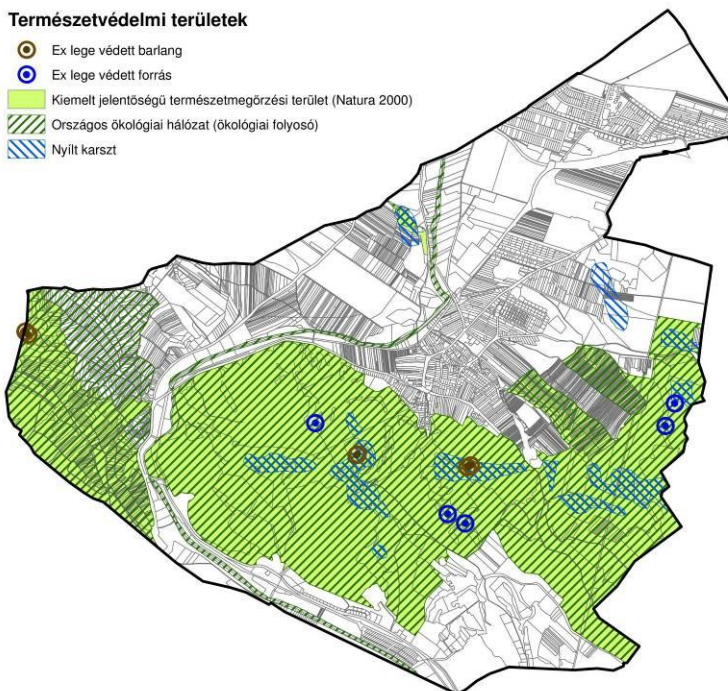 Természetvédelmi területek
Ex lege védett barlang
Ex lege védett forrás
Kiemelt jelentöségű természetmegőrzési terület (Natura 2000)
Országos ökológiai hálózat (ökológiai folyosó)
Nyílt karszt